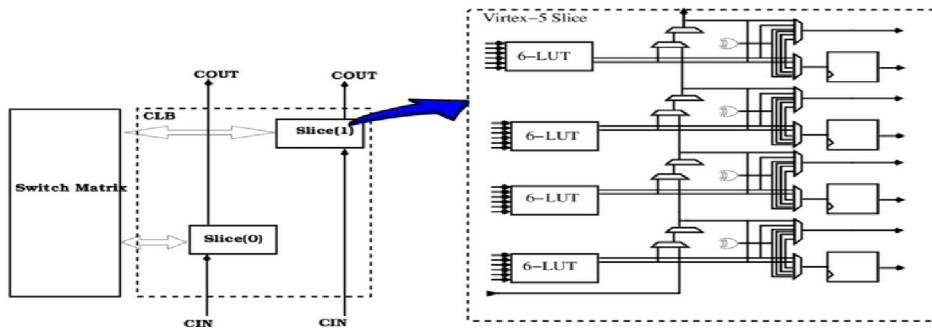 Virtex-5 Slice
6-LUT
COUT
COUT
CLB
Slice(1)
6-LUT
Switch Matrix
6-LUT
Slice(0)
6-LUT
CIN
CIN